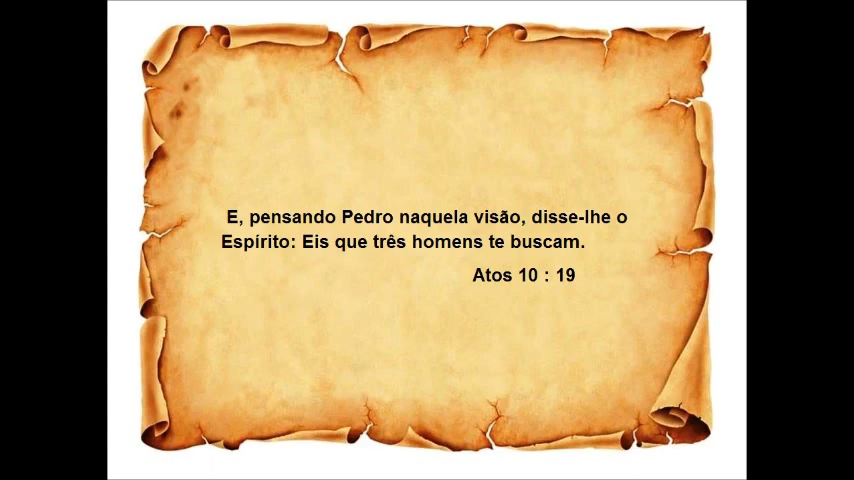 E, pensando Pedro naquela visão, disse-lhe o
Espírito: Eis que três homens te buscam.
Atos 10 : 19